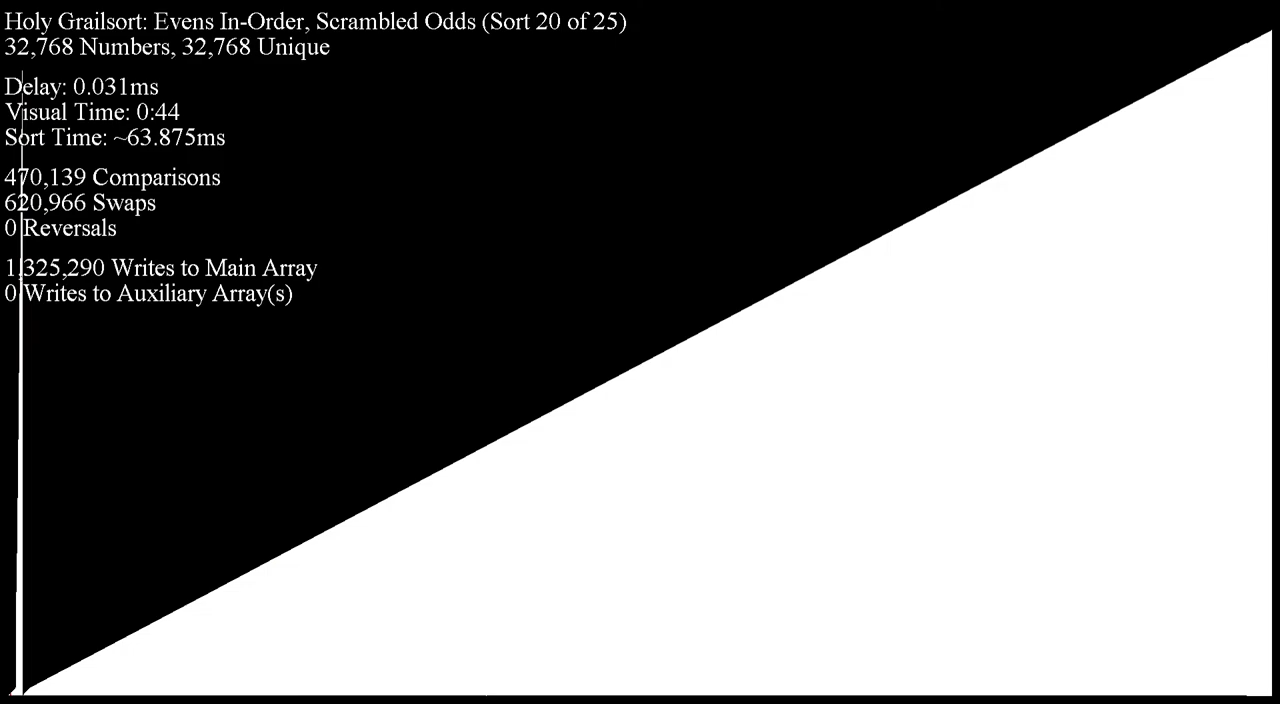 Holy Grailsort: Evens In-Order, Scrambled Odds (Sort 20 of 25)
32,768 Numbers, 32,768 Unique
Delay: 0.031ms
Visual Time: 0:44
Sort Time: ~63.875ms
470,139 Comparisons
620,966 Swaps
0 Reversals
1,325,290 Writes to Main Array
0 Writes to Auxiliary Array(s)